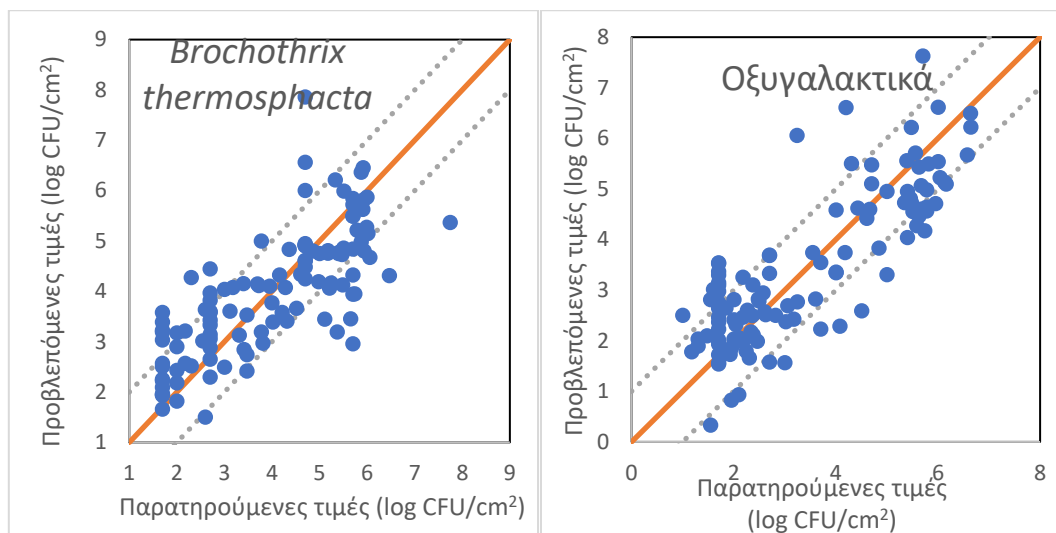 Brochothrix
thermosphacta
Προβλεπόμενες τιμές (log CFU/cm²)
9
8
7
6
5
4
3
2
1
1 2 3 4 5 6 7 8 9
Παρατηρούμενες τιμές (log CFU/cm²)
Οξυγαλακτικά
Προβλεπόμενες τιμές (log CFU/cm²)
8
7
6
5
4
3
2
1
0
0 2 4 6 8
Παρατηρούμενες τιμές
(log CFU/cm²)